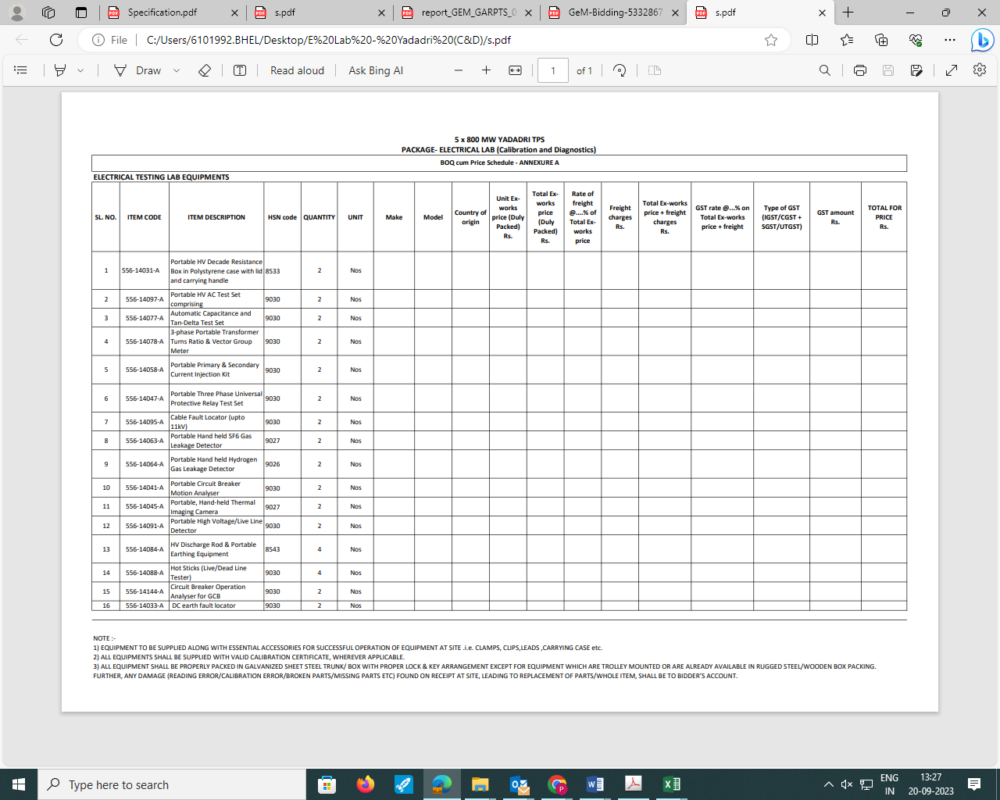 Specification.pdf
s.pdf
report_GEM_GARPTS_0
GeM-Bidding-5332867
s.pdf
File
C:/Users/6101992.BHEL/Desktop/E%20Lab%20-%20Yadadri%20(C&D)/s.pdf
Draw
Read aloud
Ask Bing AI
1 of 1
5 x 800 MW YADADRI TPS
PACKAGE- ELECTRICAL LAB (Calibration and Diagnostics)
BOQ cum Price Schedule - ANNEXURE A
ELECTRICAL TESTING LAB EQUIPMENTS
SL. NO. ITEM CODE ITEM DESCRIPTION HSN code QUANTITY UNIT Make Model Country of origin Unit Ex-works price (Duly Packed) Rs. Total Ex-works price (Duly Packed) Rs. Rate of freight @....% of Total Ex-works price Freight charges Rs. Total Ex-works price + freight charges Rs. GST rate @...% on Total Ex-works price + freight Type of GST (IGST/CGST + SGST/UTGST) GST amount Rs. TOTAL FOR PRICE Rs.
1 556-14031-A Portable HV Decade Resistance Box in Polystyrene case with lid and carrying handle 8533 2 Nos
2 556-14097-A Portable HV AC Test Set comprising 9030 2 Nos
3 556-14077-A Automatic Capacitance and Tan-Delta Test Set 9030 2 Nos
4 556-14078-A 3-phase Portable Transformer Turns Ratio & Vector Group Meter 9030 2 Nos
5 556-14058-A Portable Primary & Secondary Current Injection Kit 9030 2 Nos
6 556-14047-A Portable Three Phase Universal Protective Relay Test Set 9030 2 Nos
7 556-14095-A Cable Fault Locator (upto 11kV) 9030 2 Nos
8 556-14063-A Portable Hand held SF6 Gas Leakage Detector 9027 2 Nos
9 556-14064-A Portable Hand held Hydrogen Gas Leakage Detector 9026 2 Nos
10 556-14041-A Portable Circuit Breaker Motion Analyser 9030 2 Nos
11 556-14045-A Portable, Hand-held Thermal Imaging Camera 9027 2 Nos
12 556-14091-A Portable High Voltage/Live Line Detector 9030 2 Nos
13 556-14084-A HV Discharge Rod & Portable Earthing Equipment 8543 4 Nos
14 556-14088-A Hot Sticks (Live/Dead Line Tester) 9030 4 Nos
15 556-14144-A Circuit Breaker Operation Analyser for GCB 9030 2 Nos
16 556-14033-A DC earth fault locator 9030 2 Nos
NOTE :-
1) EQUIPMENT TO BE SUPPLIED ALONG WITH ESSENTIAL ACCESSORIES FOR SUCCESSFUL OPERATION OF EQUIPMENT AT SITE .i.e. CLAMPS, CLIPS,LEADS ,CARRYING CASE etc.
2) ALL EQUIPMENTS SHALL BE SUPPLIED WITH VALID CALIBRATION CERTIFICATE, WHEREVER APPLICABLE.
3) ALL EQUIPMENT SHALL BE PROPERLY PACKED IN GALVANIZED SHEET STEEL TRUNK/ BOX WITH PROPER LOCK & KEY ARRANGEMENT EXCEPT FOR EQUIPMENT WHICH ARE TROLLEY MOUNTED OR ARE ALREADY AVAILABLE IN RUGGED STEEL/WOODEN BOX PACKING.
FURTHER, ANY DAMAGE (READING ERROR/CALIBRATION ERROR/BROKEN PARTS/MISSING PARTS ETC) FOUND ON RECEIPT AT SITE, LEADING TO REPLACEMENT OF PARTS/WHOLE ITEM, SHALL BE TO BIDDER'S ACCOUNT.
Type here to search
ENG
IN
13:27
20-09-2023